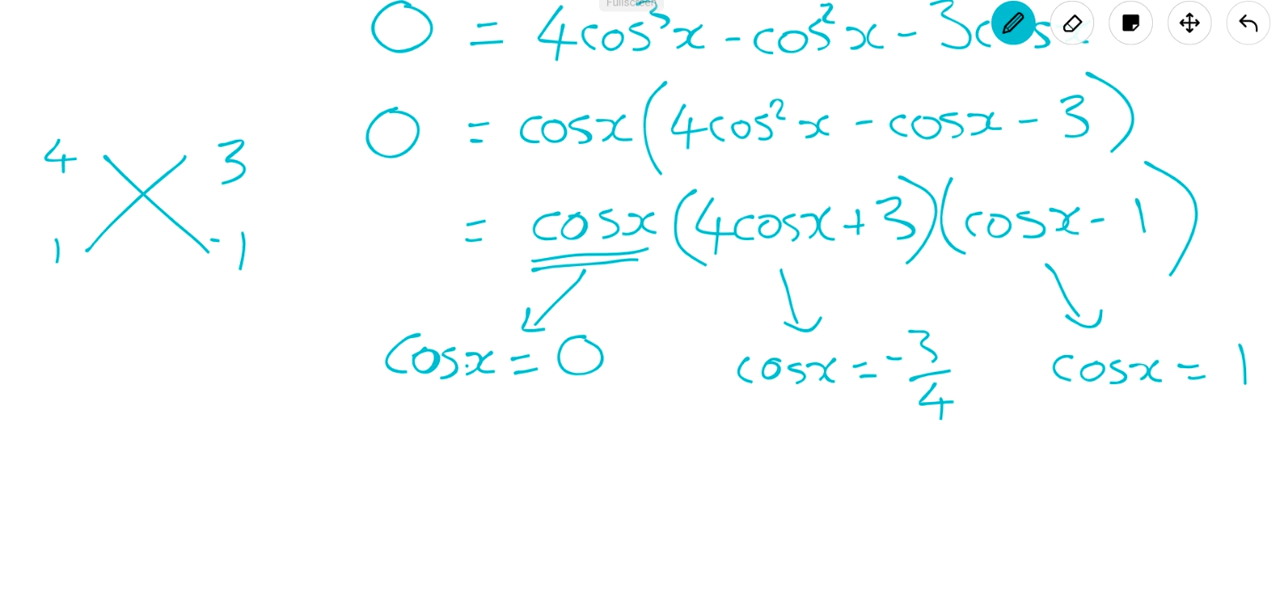 Fullscreen
0 = 4cos³x - cos²x - 3cos
0 = cosx(4cos²x - cosx - 3)
4 3
1 -1
= cosx(4cosx+3)(cosx-1)
cosx = 0 cosx = -3/4 cosx = 1